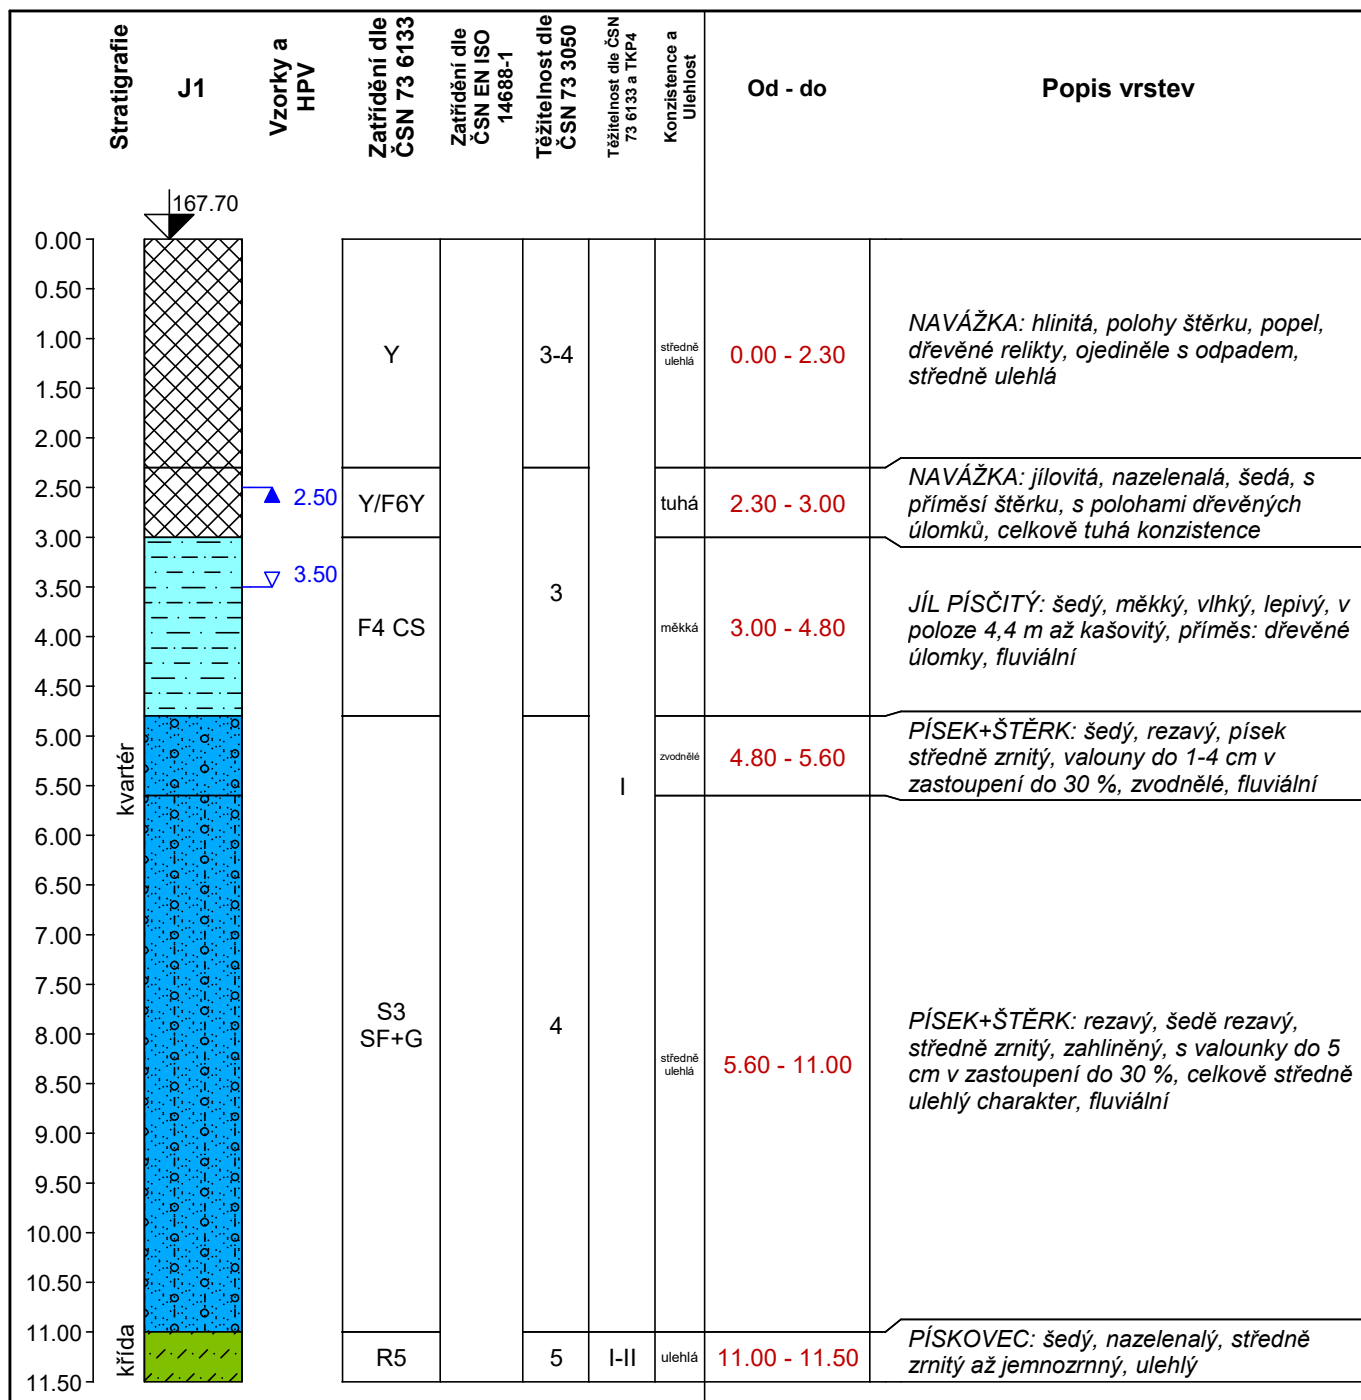 Stratigrafie
J1
Vzorky a
HPV
Zatřídění dle
ČSN 73 6133
Zatřídění dle
ČSN EN ISO
14688-1
Těžitelnost dle
ČSN 73 3050
Těžitelnost dle ČSN
73 6133 a TKP4
Konzistence a
Ulehlost
Od - do
Popis vrstev
167.70
0.00
0.50
1.00
1.50
2.00
2.50
3.00
3.50
4.00
4.50
5.00
5.50
6.00
6.50
7.00
7.50
8.00
8.50
9.00
9.50
10.00
10.50
11.00
11.50
kvartér
křída
2.50
3.50
Y
3-4
středně
ulehlá
0.00 - 2.30
NAVÁŽKA: hlinitá, polohy štěrku, popel,
dřevěné relikty, ojediněle s odpadem,
středně ulehlá
Y/F6Y
tuhá
2.30 - 3.00
NAVÁŽKA: jílovitá, nazelenalá, šedá, s
příměsí štěrku, s polohami dřevěných
úlomků, celkově tuhá konzistence
3
F4 CS
měkká
3.00 - 4.80
JÍL PÍSČITÝ: šedý, měkký, vlhký, lepivý, v
poloze 4,4 m až kašovitý, příměs: dřevěné
úlomky, fluviální
I
zvodnělé
4.80 - 5.60
PÍSEK+ŠTĚRK: šedý, rezavý, písek
středně zrnitý, valouny do 1-4 cm v
zastoupení do 30 %, zvodnělé, fluviální
S3
SF+G
4
středně
ulehlá
5.60 - 11.00
PÍSEK+ŠTĚRK: rezavý, šedě rezavý,
středně zrnitý, zahliněný, s valounky do 5
cm v zastoupení do 30 %, celkově středně
ulehlý charakter, fluviální
R5
5
I-II
ulehlá
11.00 - 11.50
PÍSKOVEC: šedý, nazelenalý, středně
zrnitý až jemnozrnný, ulehlý